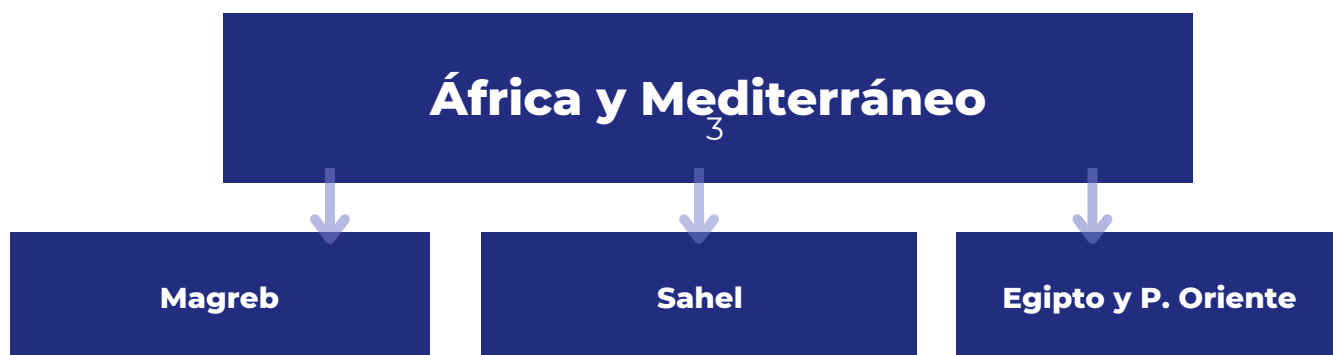 África y Mediterráneo
3
Magreb
Sahel
Egipto y P. Oriente